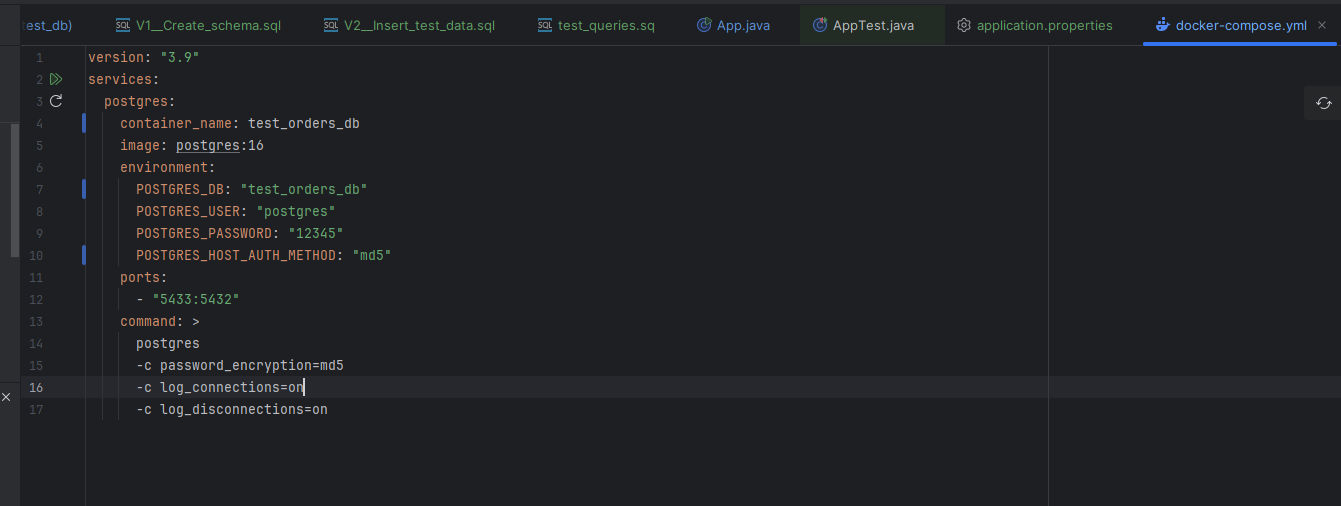 est_db) V1__Create_schema.sql V2__Insert_test_data.sql test_queries.sq App.java AppTest.java application.properties docker-compose.yml
1 version: "3.9"
2 services:
3   postgres:
4     container_name: test_orders_db
5     image: postgres:16
6     environment:
7       POSTGRES_DB: "test_orders_db"
8       POSTGRES_USER: "postgres"
9       POSTGRES_PASSWORD: "12345"
10       POSTGRES_HOST_AUTH_METHOD: "md5"
11     ports:
12       - "5433:5432"
13     command: >
14       postgres
15       -c password_encryption=md5
16       -c log_connections=on
17       -c log_disconnections=on